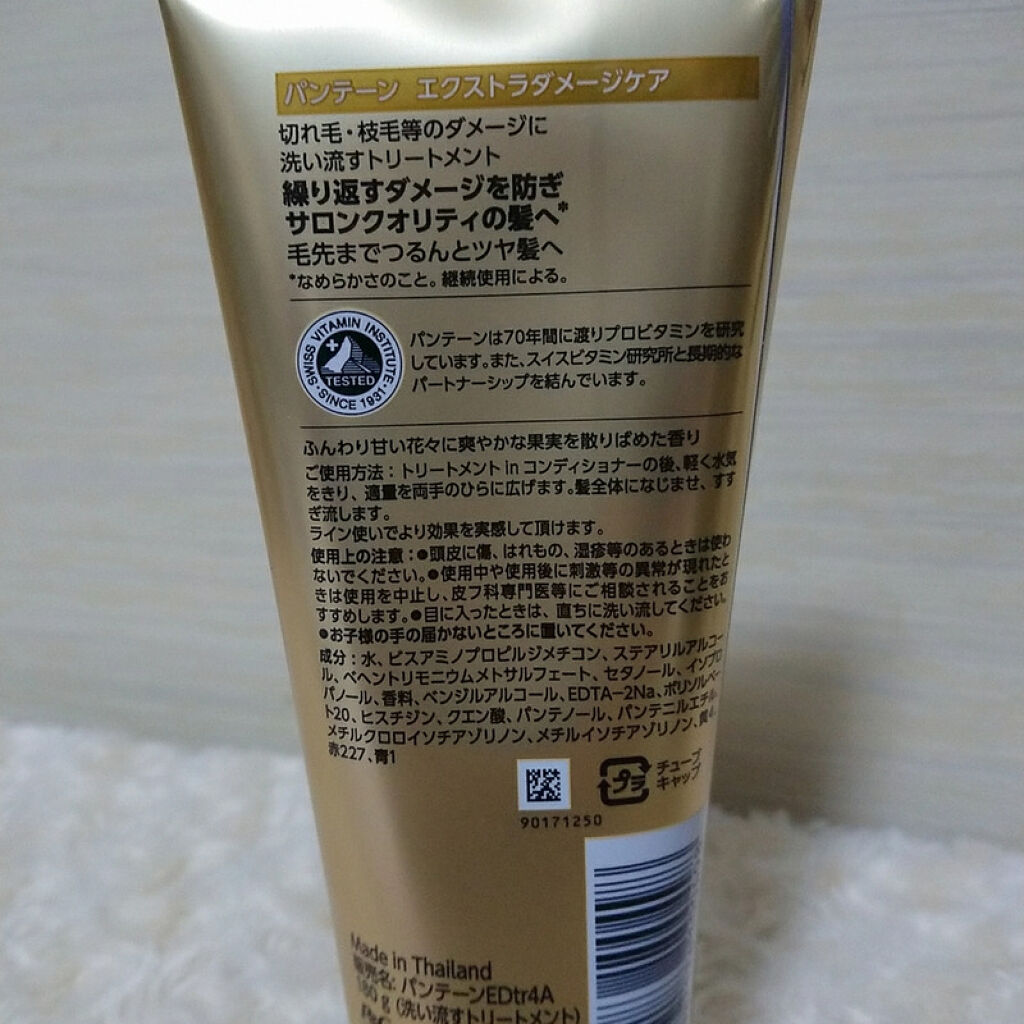 パンテーン エクストラダメージケア
切れ毛・枝毛等のダメージに
洗い流すトリートメント
繰り返すダメージを防ぎ
サロンクオリティの髪へ*
毛先までつるんとツヤ髪へ
*なめらかさのこと。継続使用による。
SWISS VITAMIN INSTITUTE
TESTED
SINCE 1931
パンテーンは70年間に渡りプロビタミンを研究
しています。また、スイスビタミン研究所と長期的な
パートナーシップを結んでいます。
ふんわり甘い花々に爽やかな果実を散りばめた香り
ご使用方法：トリートメント in コンディショナーの後、軽く水気
をきり、適量を両手のひらに広げます。髪全体になじませ、すす
ぎ流します。
ライン使いでより効果を実感して頂けます。
使用上の注意：●頭皮に傷、はれもの、湿疹等のあるときは使わ
ないでください。●使用中や使用後に刺激等の異常が現れたと
きは使用を中止し、皮フ科専門医等にご相談されることをお
すすめします。●目に入ったときは、直ちに洗い流してください。
●お子様の手の届かないところに置いてください。
成分：水、ビスアミノプロピルジメチコン、ステアリルアルコー
ル、ベヘントリモニウムメトサルフェート、セタノール、イソプロ
パノール、香料、ベンジルアルコール、EDTA−2Na、ポリソルベー
ト20、ヒスチジン、クエン酸、パンテノール、パンテニルエチル、
メチルクロロイソチアゾリノン、メチルイソチアゾリノン、黄4、
赤227、青1
プラ
チューブ
キャップ
90171250
Made in Thailand
販売名: パンテーンEDtr4A
180 g (洗い流すトリートメント)
P&G